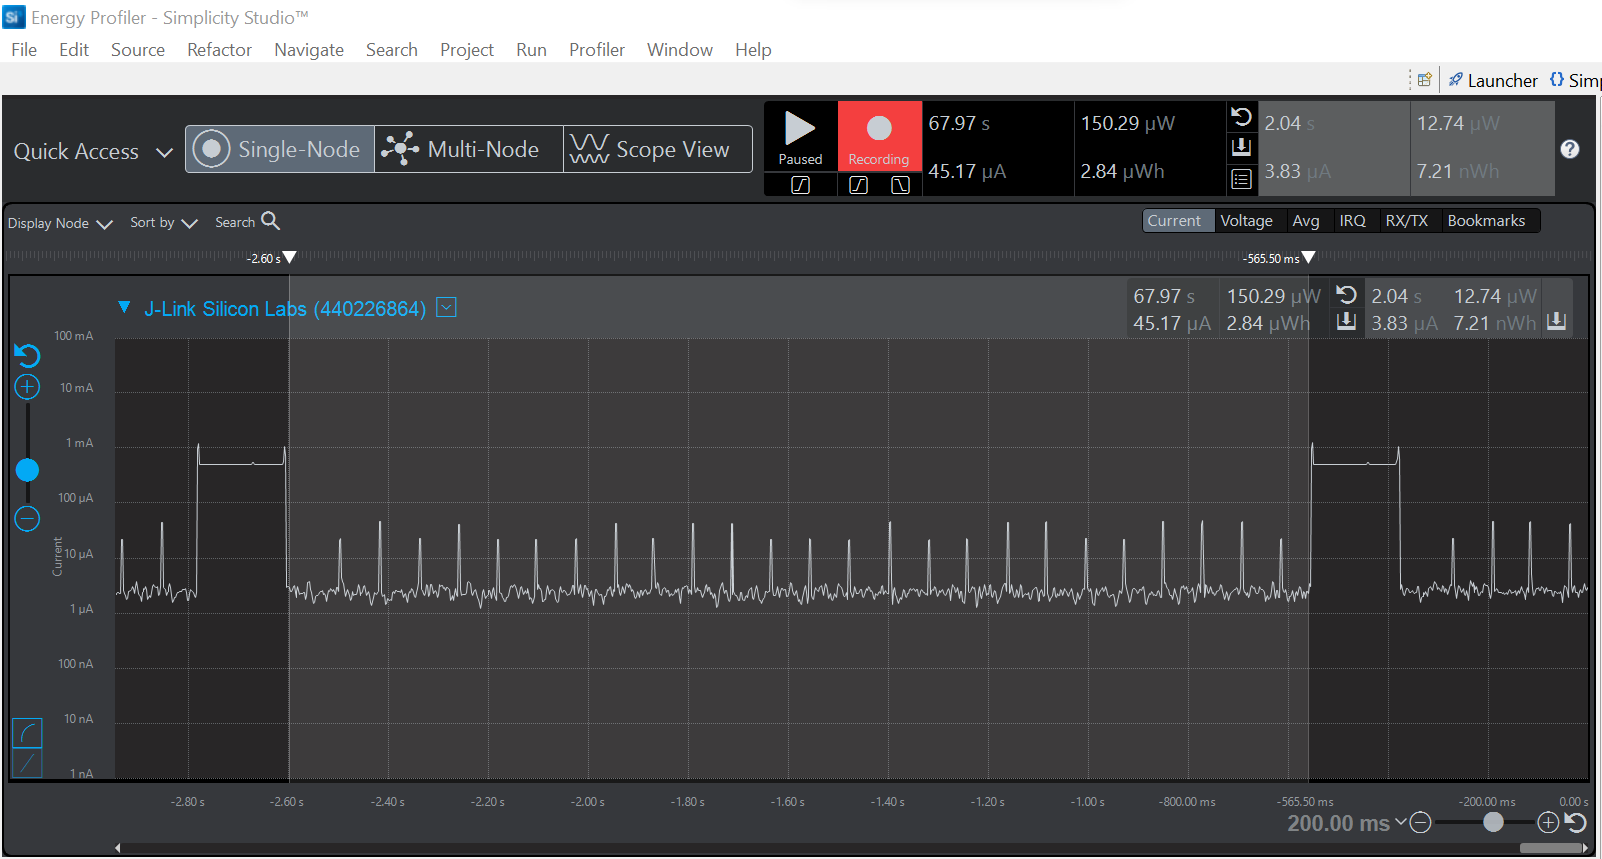 Si Energy Profiler - Simplicity Studio™
File Edit Source Refactor Navigate Search Project Run Profiler Window Help
Launcher {} Simp
Quick Access Single-Node Multi-Node Scope View
Paused Recording
67.97 s 150.29 µW 2.04 s 12.74 µW
45.17 µA 2.84 µWh 3.83 µA 7.21 nWh
?
Display Node Sort by Search
Current Voltage Avg IRQ RX/TX Bookmarks
-2.60 s -565.50 ms
J-Link Silicon Labs (440226864)
67.97 s 150.29 µW 2.04 s 12.74 µW
45.17 µA 2.84 µWh 3.83 µA 7.21 nWh
100 mA
10 mA
1 mA
100 µA
10 µA
1 µA
100 nA
10 nA
1 nA
Current
-2.80 s -2.60 s -2.40 s -2.20 s -2.00 s -1.80 s -1.60 s -1.40 s -1.20 s -1.00 s -800.00 ms -565.50 ms -200.00 ms 0.00 s
200.00 ms